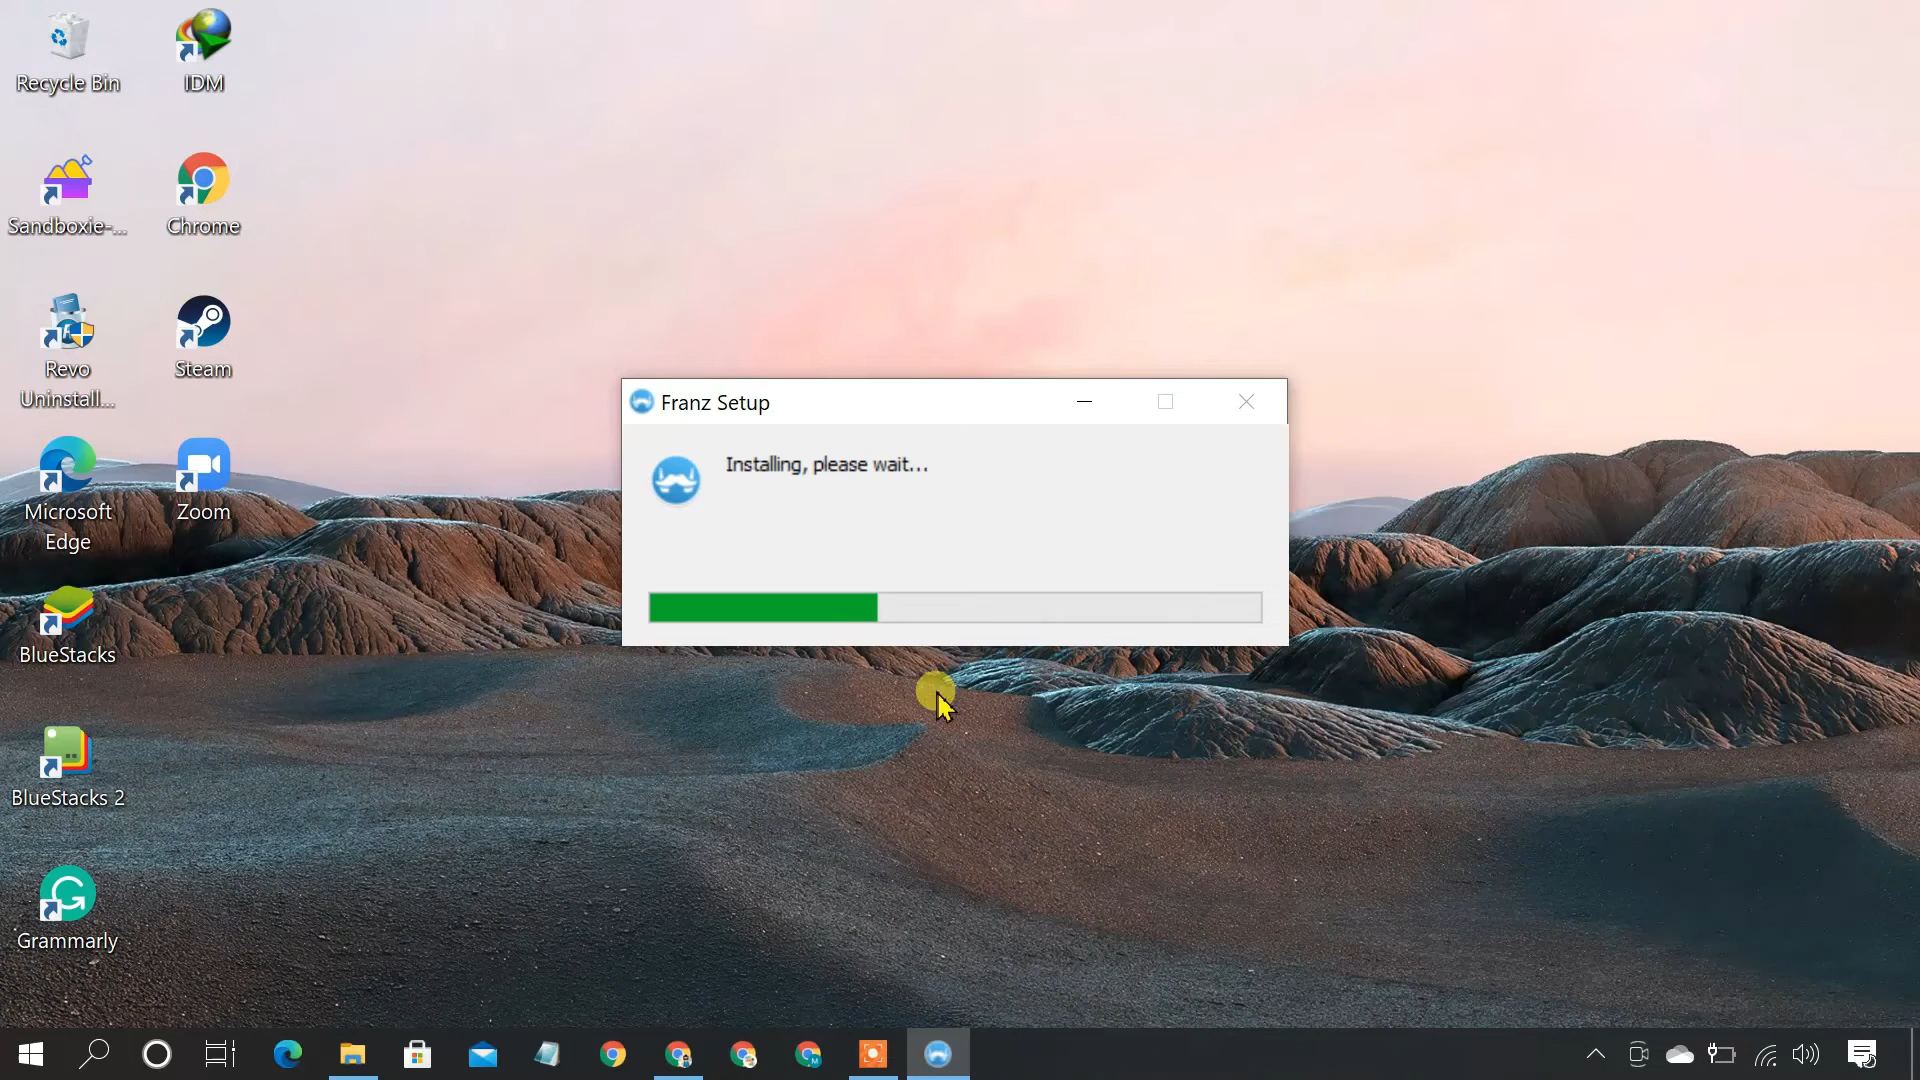 Recycle Bin
IDM
Sandboxie-...
Chrome
Revo
Uninstall...
Steam
Microsoft
Edge
Zoom
BlueStacks
BlueStacks 2
Grammarly
Franz Setup
Installing, please wait...